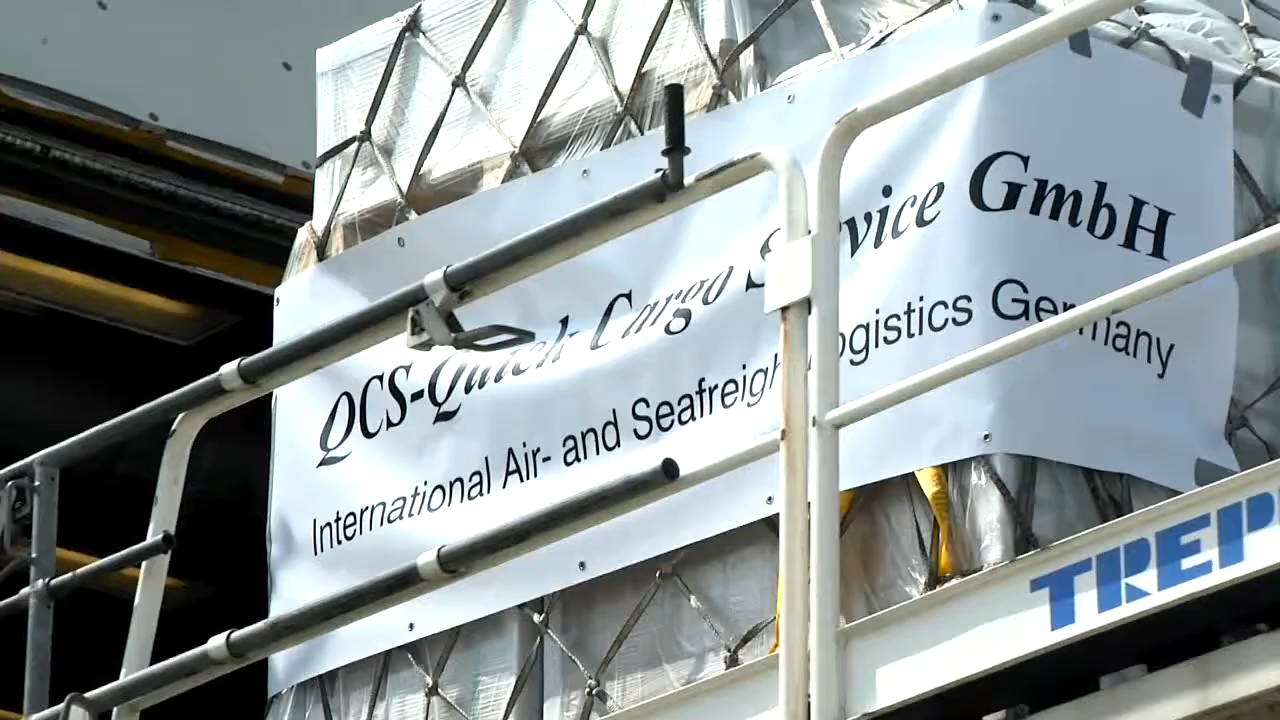 QCS-Quick Cargo Service GmbH
International Air- and Seafreight Logistics Germany
TREP